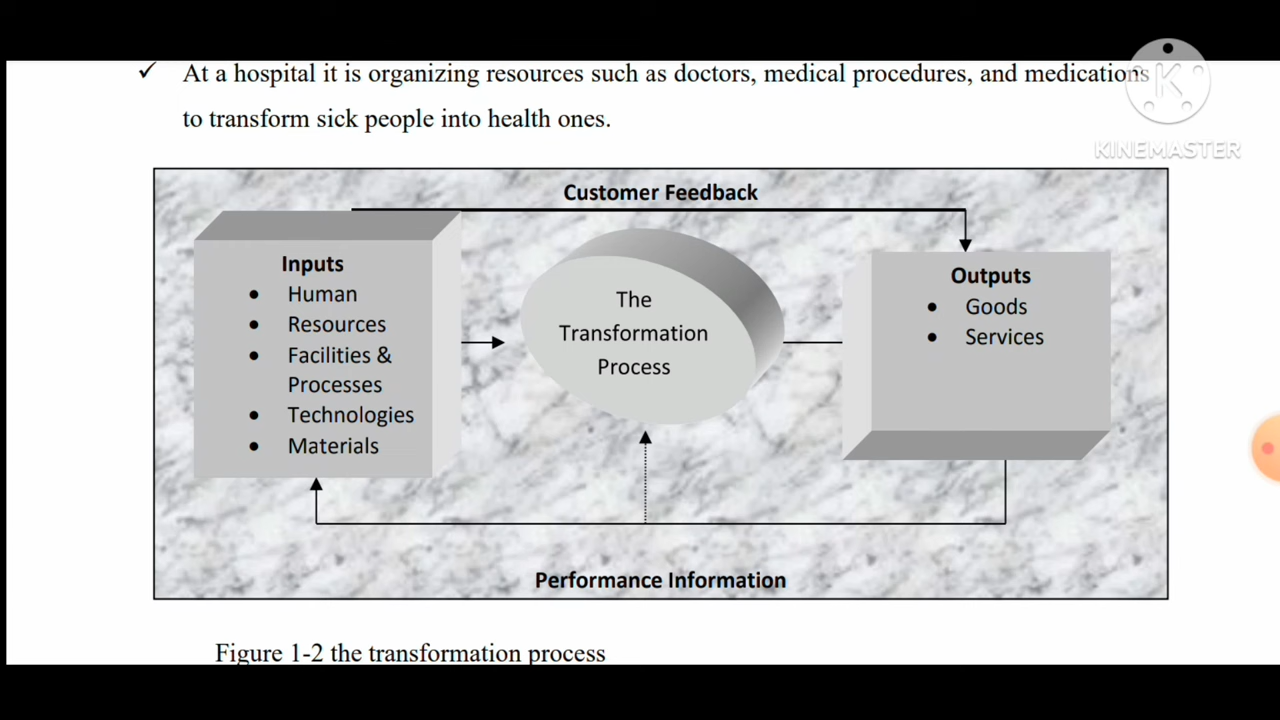 ✓ At a hospital it is organizing resources such as doctors, medical procedures, and medications
to transform sick people into health ones.
K
KINEMASTER
Customer Feedback
Inputs
• Human
• Resources
• Facilities &
Processes
• Technologies
• Materials
The
Transformation
Process
Outputs
• Goods
• Services
Performance Information
Figure 1-2 the transformation process